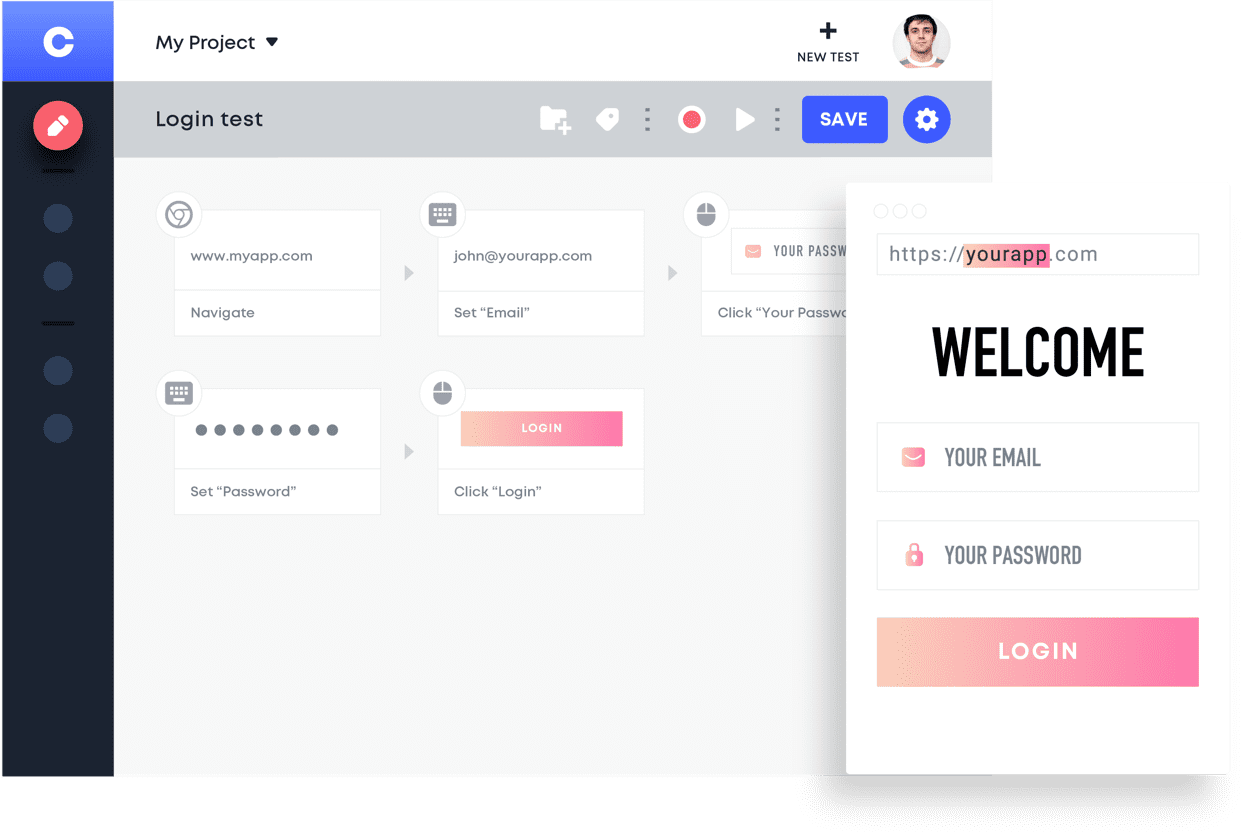 C
My Project
NEW TEST
Login test
SAVE
www.myapp.com
Navigate
john@yourapp.com
Set “Email”
YOUR PASSW
Click “Your Passwo
Set “Password”
LOGIN
Click “Login”
https://yourapp.com
WELCOME
YOUR EMAIL
YOUR PASSWORD
LOGIN